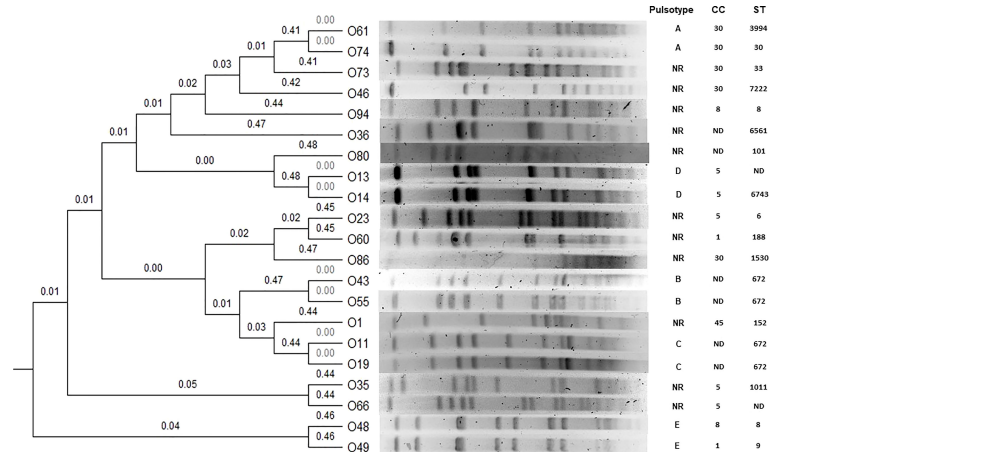 Pulsotype CC ST
0.00
0.41 O61 A 30 3994
0.01 0.00
O74 A 30 30
0.03 0.41
O73 NR 30 33
0.02 0.42
O46 NR 30 7222
0.01 0.44
O94 NR 8 8
0.01 0.47
O36 NR ND 6561
0.48
0.00 O80 NR ND 101
0.00
0.48 O13 D 5 ND
0.00
O14 D 5 6743
0.01 0.45
0.02 O23 NR 5 6
0.02 0.45
O60 NR 1 188
0.47
O86 NR 30 1530
0.00 0.00
0.47 O43 B ND 672
0.00
O55 B ND 672
0.01 0.01 0.44
O1 NR 45 152
0.03 0.00
0.44 O11 C ND 672
0.00
O19 C ND 672
0.44
0.05 O35 NR 5 1011
0.44
O66 NR 5 ND
0.46
0.04 O48 E 8 8
0.46
O49 E 1 9